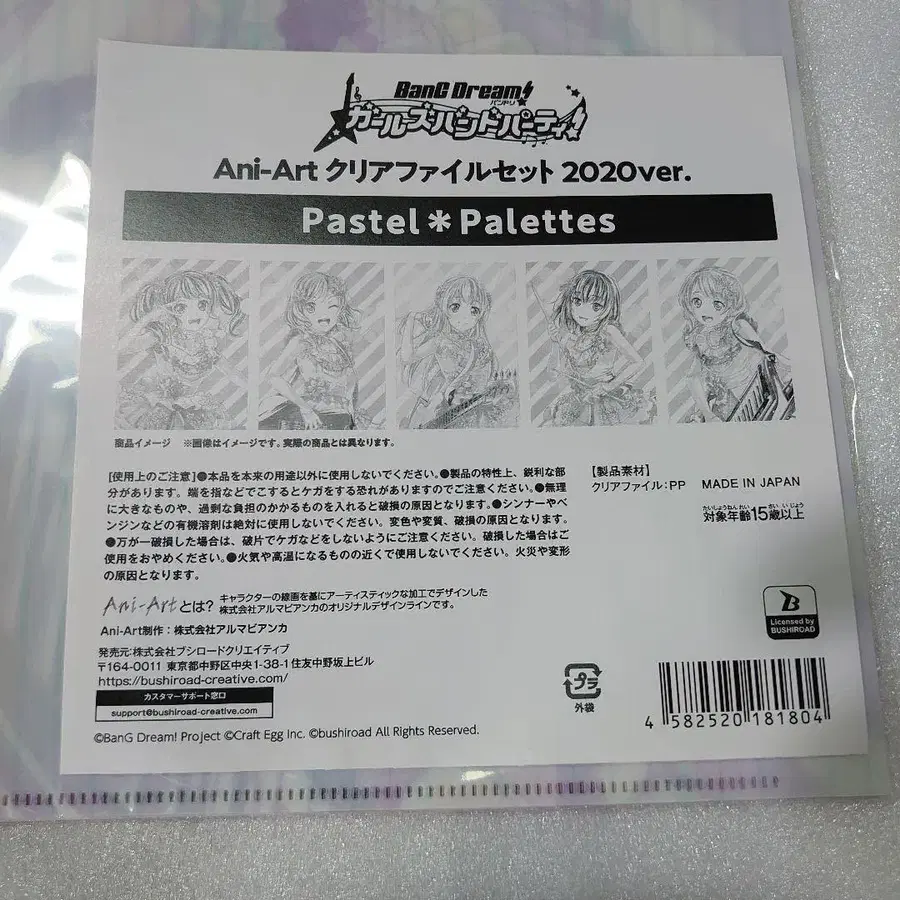 BanG Dream!
バンドリ
ガールズバンドパーティ!
Ani-Art クリアファイルセット 2020ver.
Pastel＊Palettes
商品イメージ ※画像はイメージです。実際の商品とは異なります。
[使用上のご注意]●本品を本来の用途以外に使用しないでください。●製品の特性上、鋭利な部
分があります。端を指などでこするとケガをする恐れがありますのでご注意ください。●無理
に大きなものや、過剰な負担のかかるものを入れると破損の原因となります。●シンナーやベ
ンジンなどの有機溶剤は絶対に使用しないでください。変色や変質、破損の原因となります。
●万が一破損した場合は、破片でケガなどをしないようにご注意ください。破損した場合はご
使用をおやめください。●火気や高温になるものの近くで使用しないでください。火災や変形
の原因となります。
【製品素材】
クリアファイル：PP MADE IN JAPAN
たいしょうねんれい さい いじょう
対象年齢15歳以上
Ani-Artとは? キャラクターの線画を基にアーティスティックな加工でデザインした
株式会社アルマビアンカのオリジナルデザインラインです。
Ani-Art制作：株式会社アルマビアンカ
発売元：株式会社ブシロードクリエイティブ
〒164-0011 東京都中野区中央1-38-1住友中野坂上ビル
https://bushiroad-creative.com/
カスタマーサポート窓口
support@bushiroad-creative.com
©BanG Dream! Project ©Craft Egg Inc. ©bushiroad All Rights Reserved.
Licensed by
BUSHIROAD
プラ
外袋
4 582520 181804